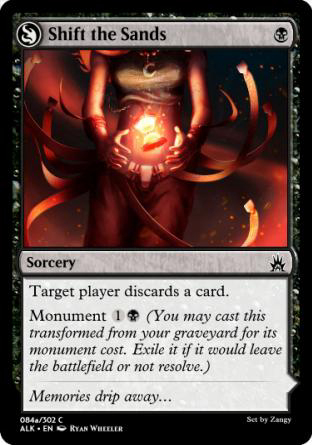 Shift the Sands
Sorcery
Target player discards a card.
Monument 1 (You may cast this
transformed from your graveyard for its
monument cost. Exile it if it would leave
the battlefield or not resolve.)
Memories drip away…
084a/302 C
ALK • EN Ryan Wheeler
Set by Zangy